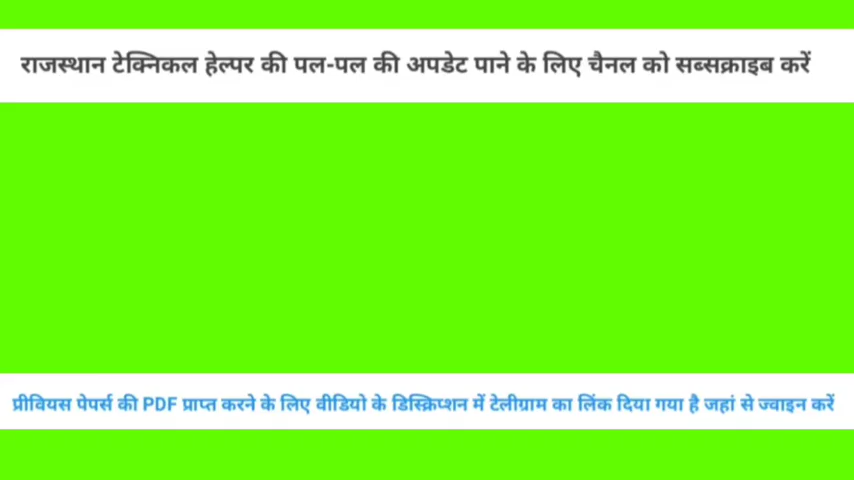 राजस्थान टेक्निकल हेल्पर की पल-पल की अपडेट पाने के लिए चैनल को सब्सक्राइब करें
प्रीवियस पेपर्स की PDF प्राप्त करने के लिए वीडियो के डिस्क्रिप्शन में टेलीग्राम का लिंक दिया गया है जहां से ज्वाइन करें